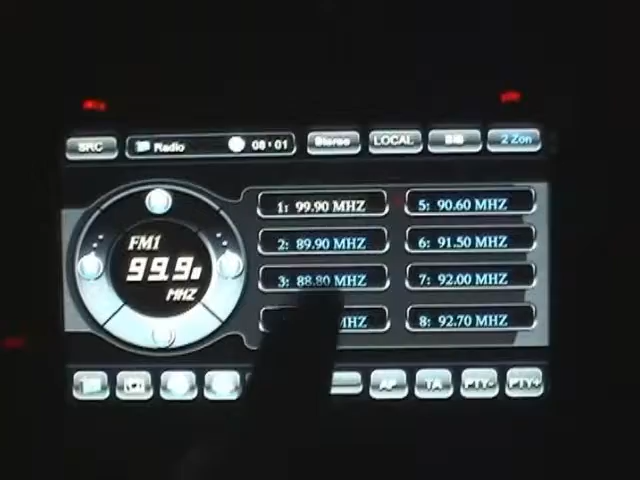 SRC Radio 08:01 Stereo LOCAL 2 Zon
1: 99.90 MHZ 5: 90.60 MHZ
2: 89.90 MHZ 6: 91.50 MHZ
3: 88.80 MHZ 7: 92.00 MHZ
MHZ 8: 92.70 MHZ
FM1
99.90
MHZ
AF TA PTY- PTY+